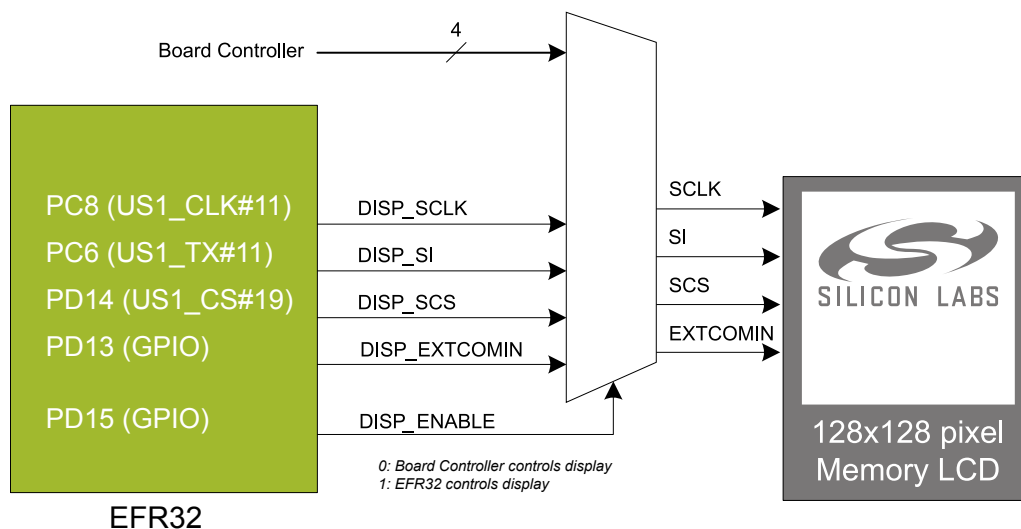 4
Board Controller
PC8 (US1_CLK#11)
DISP_SCLK
SCLK
PC6 (US1_TX#11)
DISP_SI
SI
PD14 (US1_CS#19)
DISP_SCS
SCS
PD13 (GPIO)
DISP_EXTCOMIN
EXTCOMIN
PD15 (GPIO)
DISP_ENABLE
0: Board Controller controls display
1: EFR32 controls display
SILICON LABS
128x128 pixel
Memory LCD
EFR32